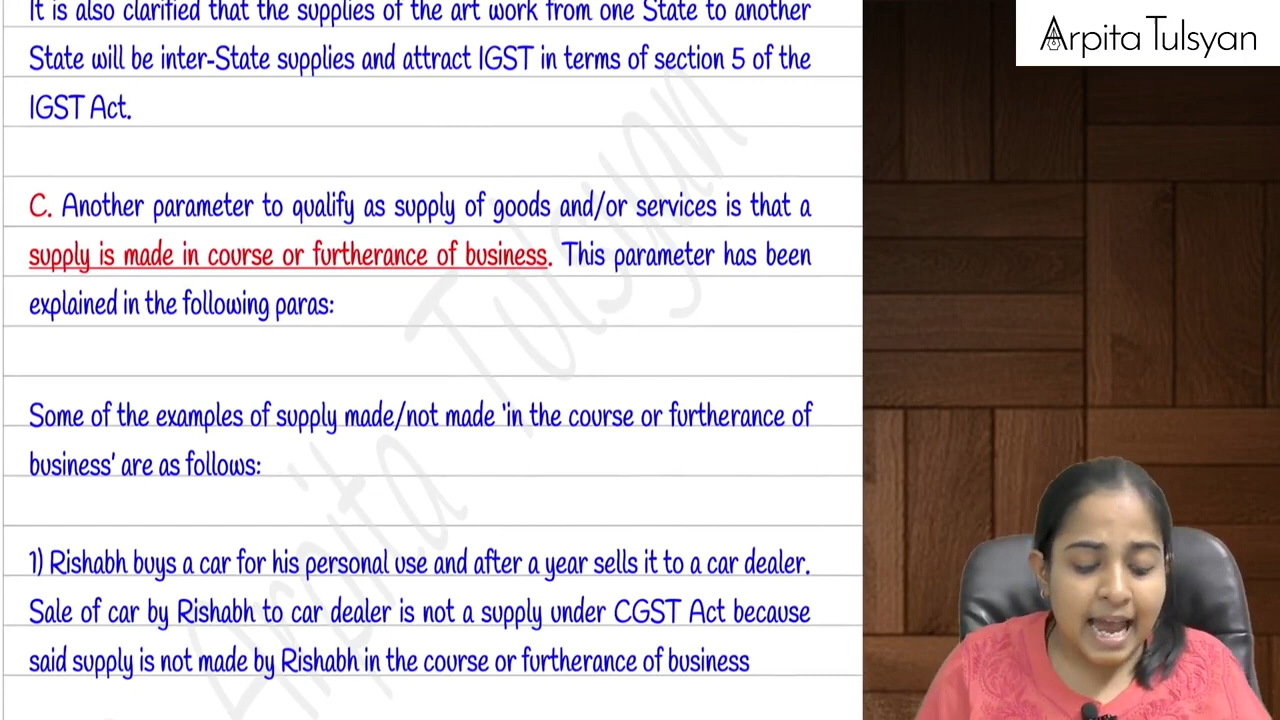 It is also clarified that the supplies of the art work from one State to another
State will be inter-State supplies and attract IGST in terms of section 5 of the
IGST Act.
C. Another parameter to qualify as supply of goods and/or services is that a
supply is made in course or furtherance of business. This parameter has been
explained in the following paras:
Some of the examples of supply made/not made 'in the course or furtherance of
business' are as follows:
1) Rishabh buys a car for his personal use and after a year sells it to a car dealer.
Sale of car by Rishabh to car dealer is not a supply under CGST Act because
said supply is not made by Rishabh in the course or furtherance of business
Arpita Tulsyan
Arpita Tulsyan